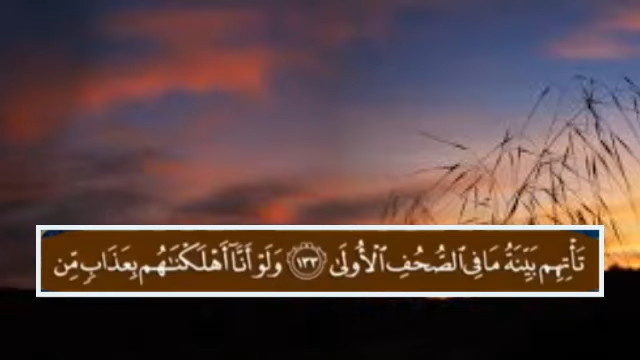 تَأْتِهِم بَيِّنَةُ مَا فِي ٱلصُّحُفِ ٱلْأُولَىٰ ١٣٣ وَلَوْ أَنَّآ أَهْلَكْنَـٰهُم بِعَذَابٍ مِّن